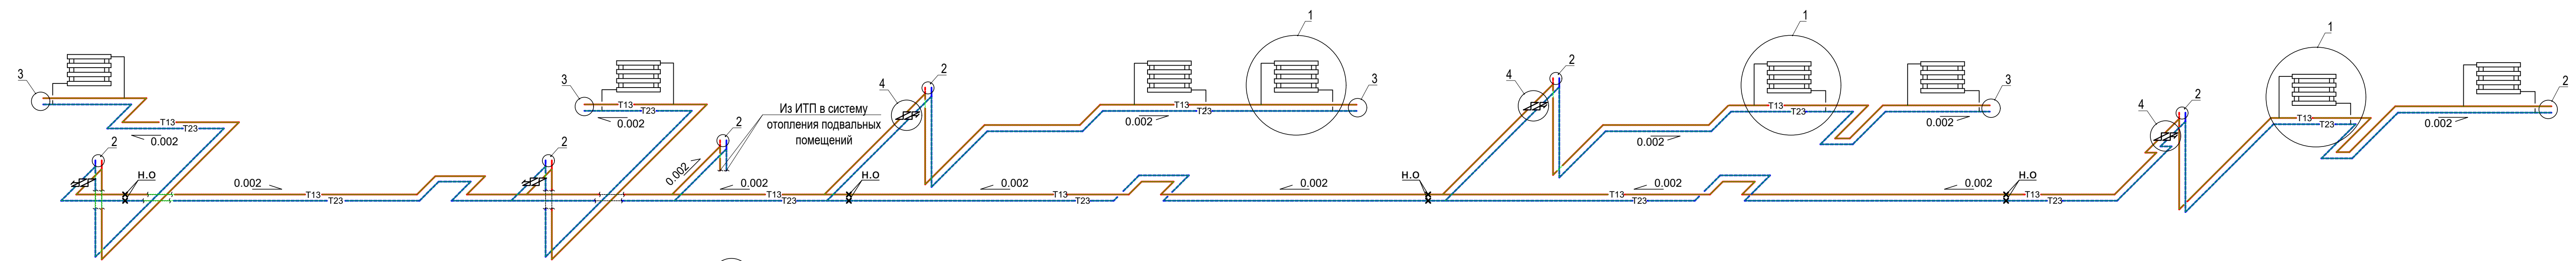 1
1
1
3
3
4
2
Из ИТП в систему
отопления подвальных
помещений
3
4
2
3
4
2
2
T13
T23
0.002
T13
T23
0.002
2
0.002
T13
T23
0.002
T13
T23
0.002
T13
T23
0.002
T13
T23
0.002
2
Н.О
0.002
T13
T23
2
0.002
0.002
T13
T23
Н.О
0.002
T13
T23
0.002
Н.О
T13
T23
0.002
0.002
Н.О
T13
T23